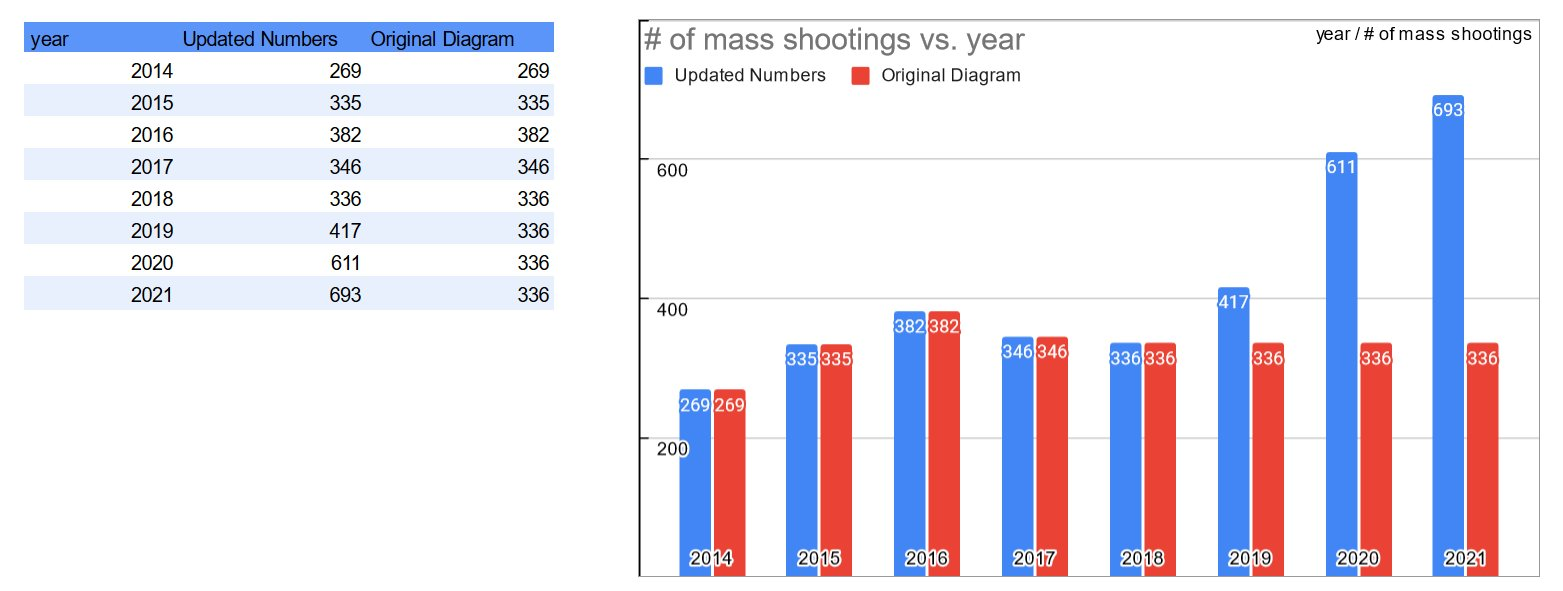 year Updated Numbers Original Diagram
2014 269 269
2015 335 335
2016 382 382
2017 346 346
2018 336 336
2019 417 336
2020 611 336
2021 693 336
# of mass shootings vs. year
year / # of mass shootings
Updated Numbers Original Diagram
693
600
611
400
417
382 382
335 335
346 346
336 336
336
336
336
269 269
200
2014 2015 2016 2017 2018 2019 2020 2021